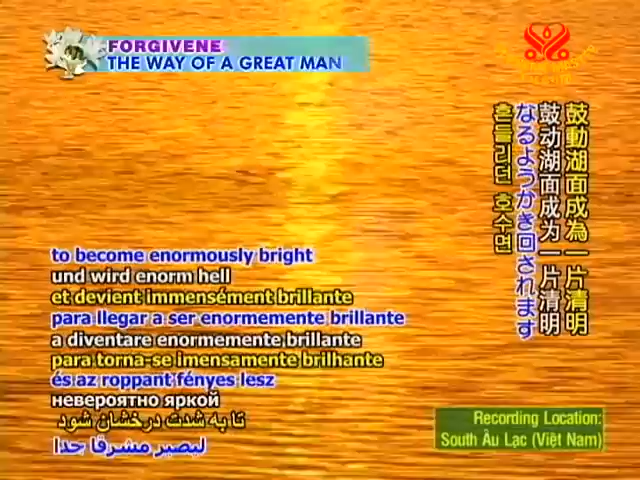 FORGIVENE
THE WAY OF A GREAT MAN
鼓動湖面成為一片清明
鼓动湖面成为一片清明
なるようかき回されます
흔들리던 호수면
to become enormously bright
und wird enorm hell
et devient immensément brillante
para llegar a ser enormemente brillante
a diventare enormemente brillante
para torna-se imensamente brilhante
és az roppant fényes lesz
невероятно яркой
تا به شدت درخشان شود
ليصير مشرقا جدا
Recording Location:
South Âu Lạc (Việt Nam)